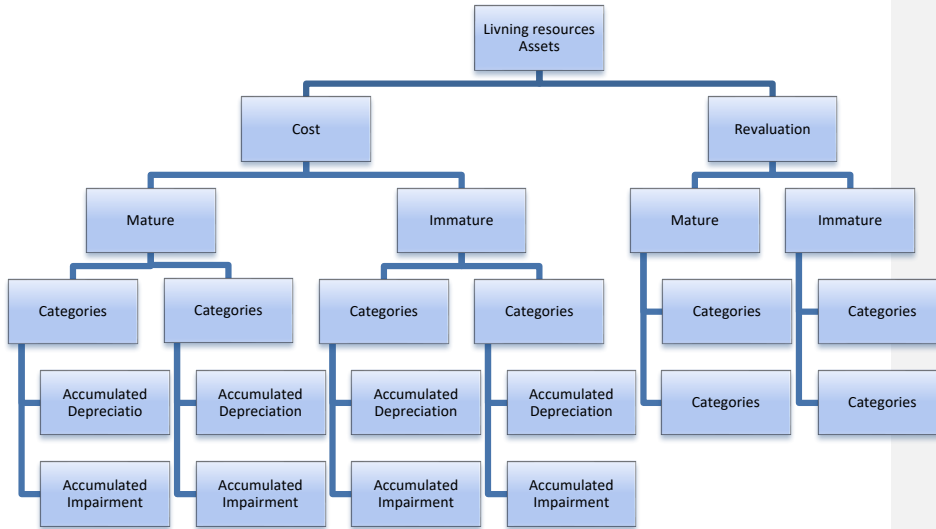 Livning resources
Assets
Cost
Revaluation
Mature
Immature
Mature
Immature
Categories
Categories
Categories
Categories
Categories
Categories
Accumulated
Depreciatio
Accumulated
Depreciation
Accumulated
Depreciation
Accumulated
Depreciation
Categories
Categories
Accumulated
Impairment
Accumulated
Impairment
Accumulated
Impairment
Accumulated
Impairment